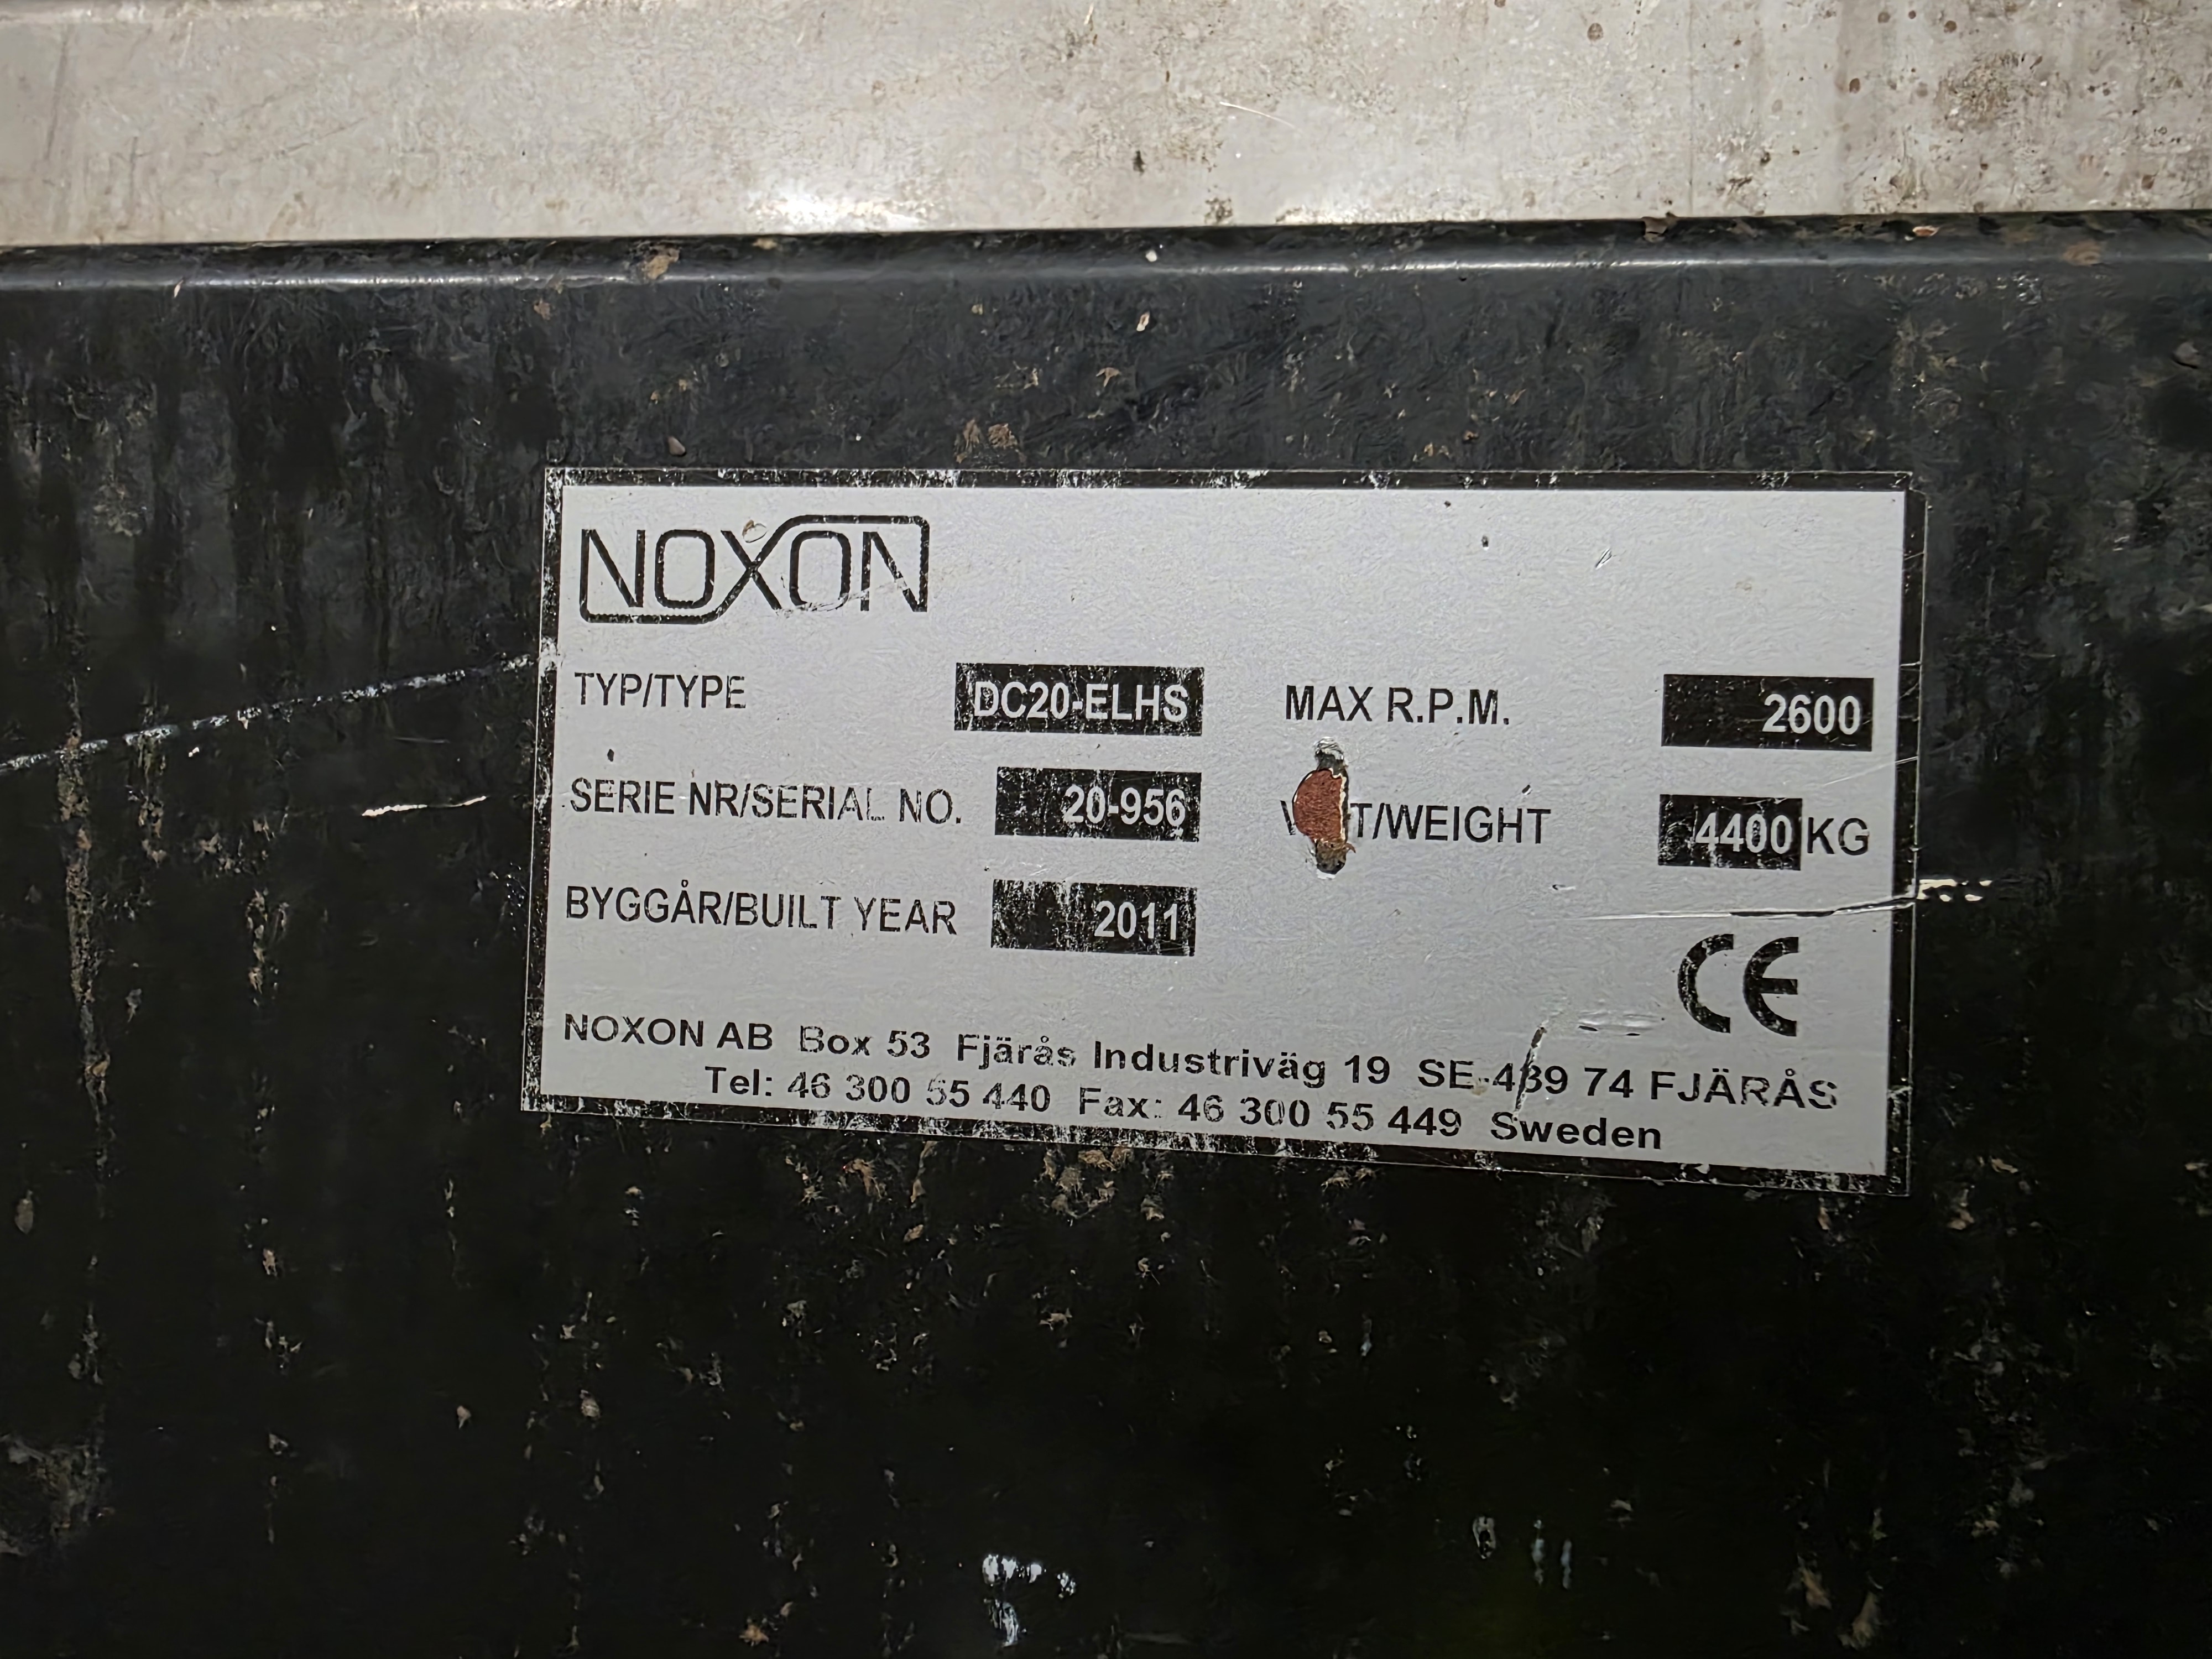 NOXON
TYP/TYPE DC20-ELHS MAX R.P.M. 2600
SERIE NR/SERIAL NO. 20-956 T/WEIGHT 4400 KG
BYGGÅR/BUILT YEAR 2011
CE
NOXON AB Box 53 Fjärås Industriväg 19 SE-439 74 FJÄRÅS
Tel: 46 300 55 440 Fax: 46 300 55 449 Sweden